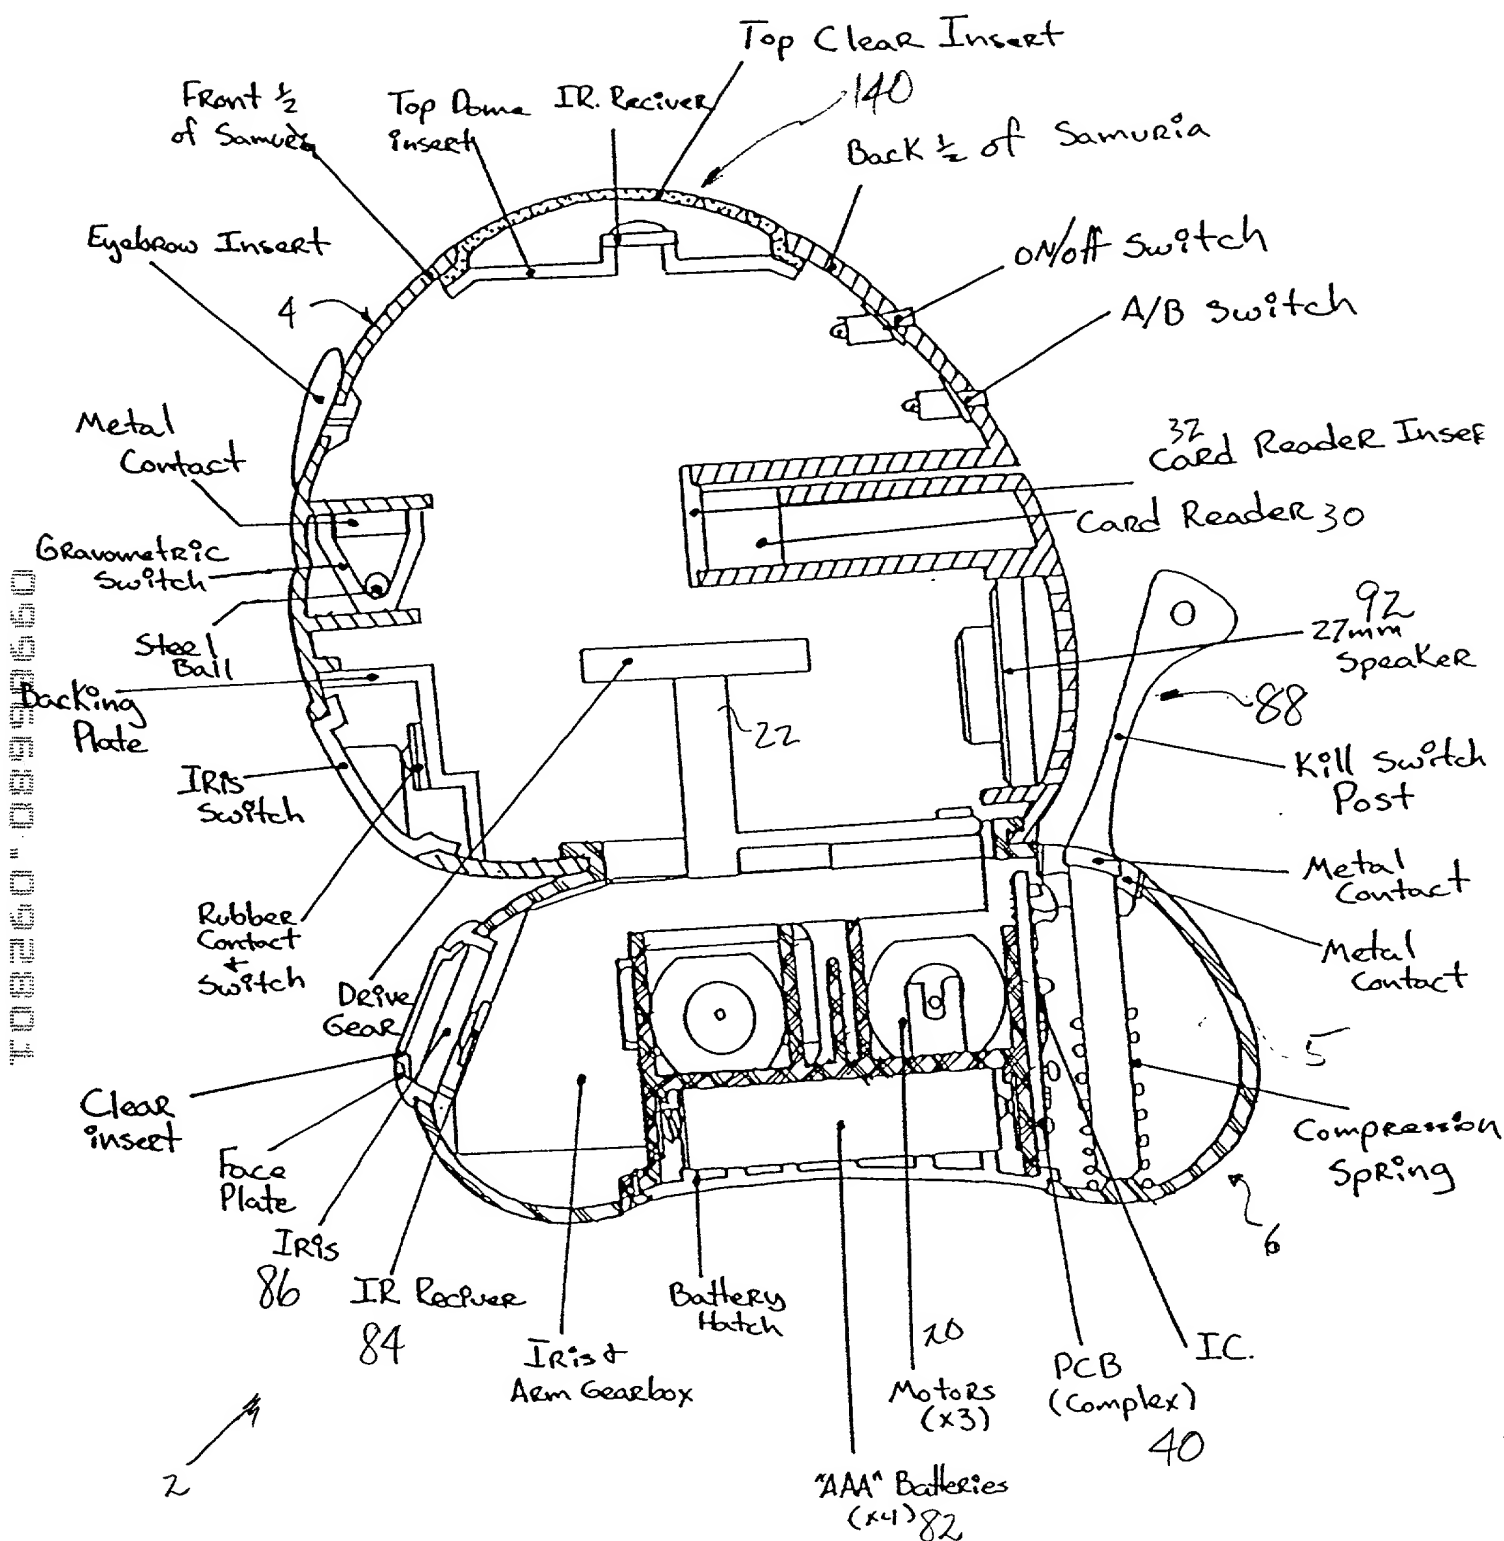 Top Clear Insert
140
Front ½
of Samuria
Top Dome
insert
IR. Reciver
Back ½ of Samuria
Eyebrow Insert
4
ON/off Switch
A/B Switch
Metal
Contact
32
Card Reader Inser
Card Reader 30
Gravometric
Switch
Steel
Ball
92
27mm
Speaker
88
Backing
Plate
22
Kill Switch
Post
IRis
Switch
Metal
Contact
Rubber
Contact
+
Switch
Metal
Contact
Drive
Gear
5
Clear
insert
Compression
Spring
Face
Plate
6
IRis
86
IR Reciver
84
Battery
Hatch
IRis +
Arm Gearbox
20
Motors
(x3)
PCB
(Complex)
40
I.C.
2
"AAA" Batteries
(x4) 82